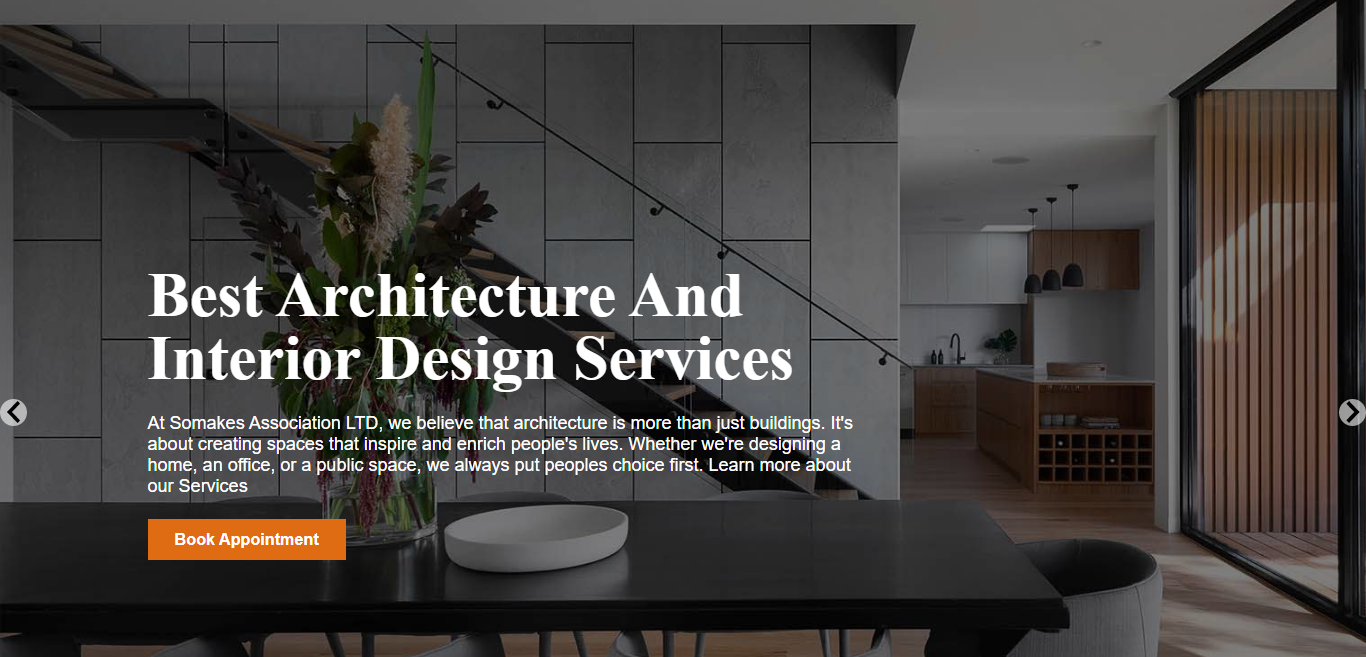 Best Architecture And
Interior Design Services
At Somakes Association LTD, we believe that architecture is more than just buildings. It's
about creating spaces that inspire and enrich people's lives. Whether we're designing a
home, an office, or a public space, we always put peoples choice first. Learn more about
our Services
Book Appointment